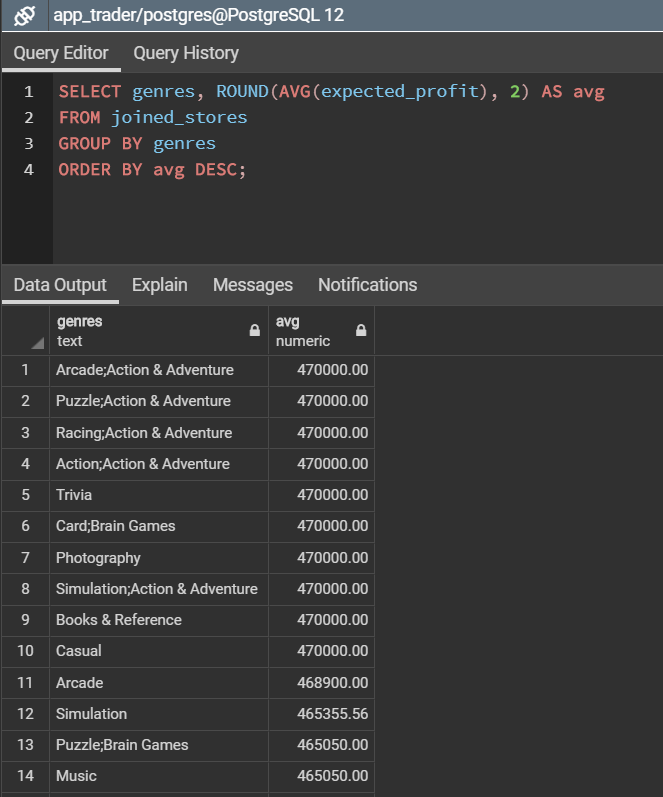 app_trader/postgres@PostgreSQL 12
Query Editor Query History
1 SELECT genres, ROUND(AVG(expected_profit), 2) AS avg
2 FROM joined_stores
3 GROUP BY genres
4 ORDER BY avg DESC;
Data Output Explain Messages Notifications
genres avg
text numeric
1 Arcade;Action & Adventure 470000.00
2 Puzzle;Action & Adventure 470000.00
3 Racing;Action & Adventure 470000.00
4 Action;Action & Adventure 470000.00
5 Trivia 470000.00
6 Card;Brain Games 470000.00
7 Photography 470000.00
8 Simulation;Action & Adventure 470000.00
9 Books & Reference 470000.00
10 Casual 470000.00
11 Arcade 468900.00
12 Simulation 465355.56
13 Puzzle;Brain Games 465050.00
14 Music 465050.00